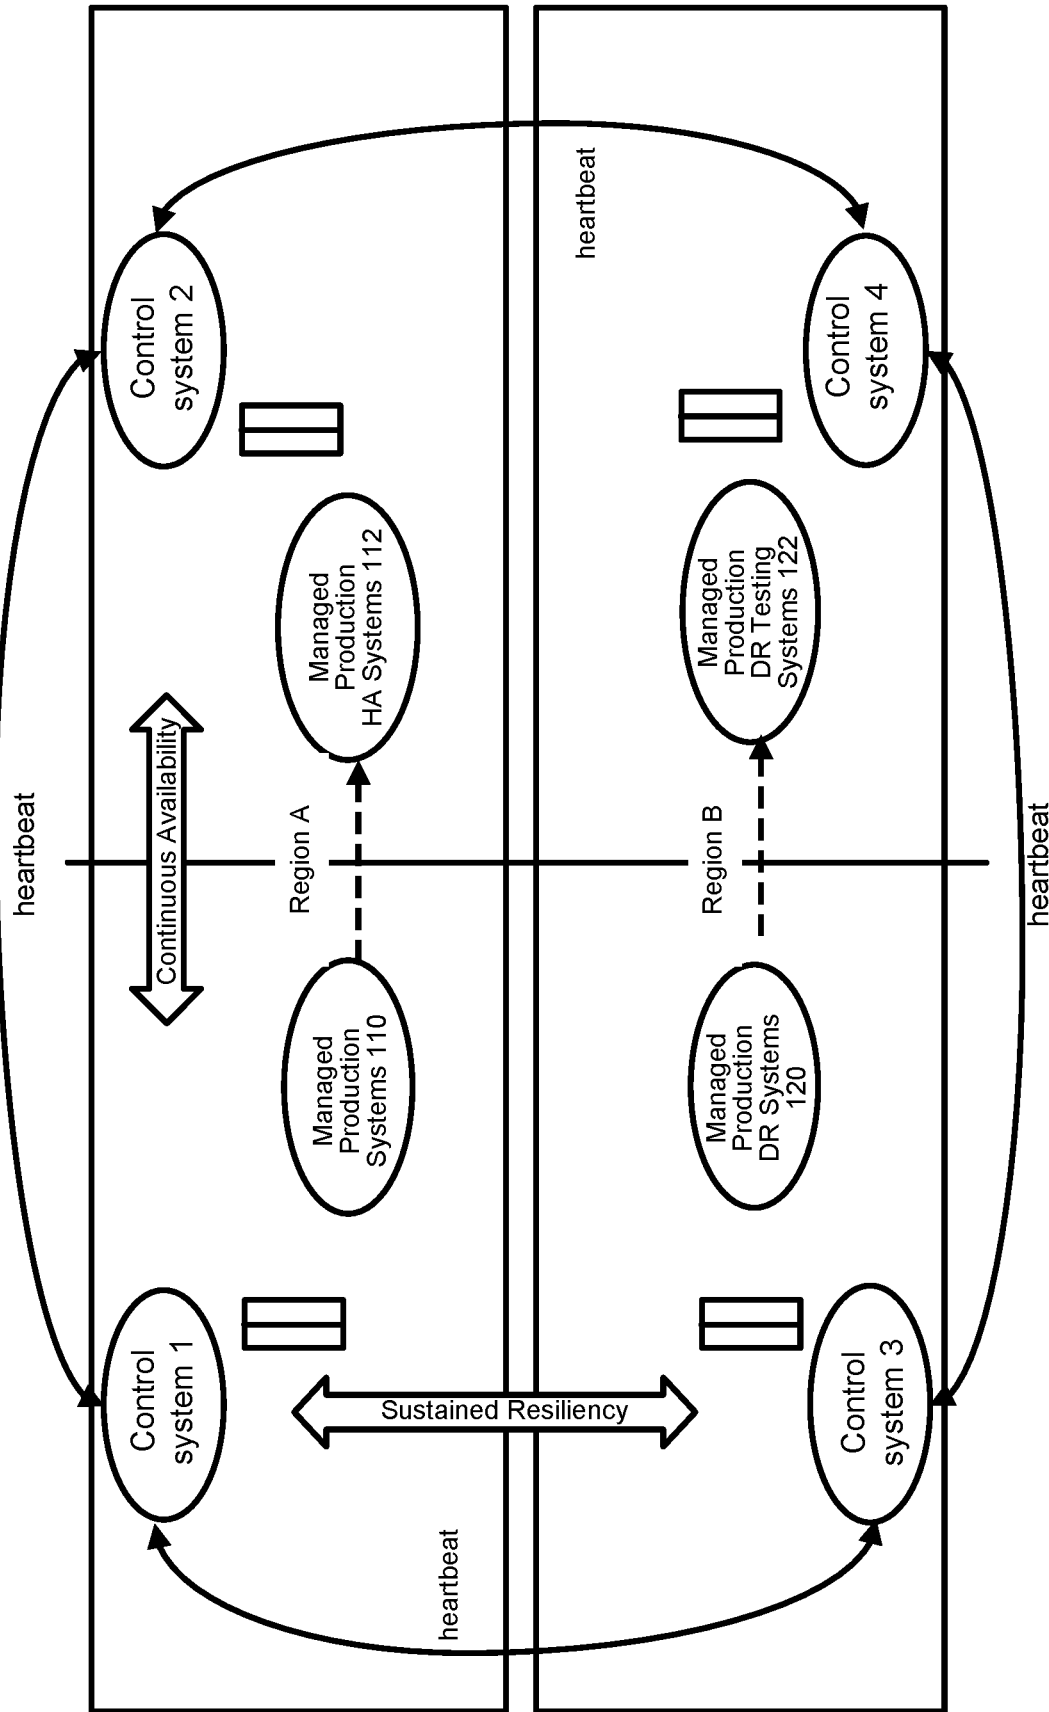 heartbeat
Control
system 1
Continuous Availability
Control
system 2
Managed
Production
Systems 110
Region A
Managed
Production
HA Systems 112
heartbeat
Sustained Resiliency
heartbeat
Managed
Production
DR Systems
120
Region B
Managed
Production
DR Testing
Systems 122
Control
system 3
Control
system 4
heartbeat